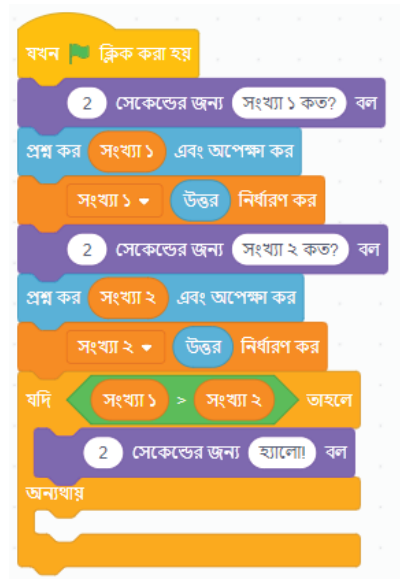 যখন ক্লিক করা হয়
2 সেকেন্ডের জন্য সংখ্যা ১ কত? বল
প্রশ্ন কর সংখ্যা ১ এবং অপেক্ষা কর
সংখ্যা ১ উত্তর নির্ধারণ কর
2 সেকেন্ডের জন্য সংখ্যা ২ কত? বল
প্রশ্ন কর সংখ্যা ২ এবং অপেক্ষা কর
সংখ্যা ২ উত্তর নির্ধারণ কর
যদি সংখ্যা ১ > সংখ্যা ২ তাহলে
2 সেকেন্ডের জন্য হ্যালো! বল
অন্যথায়